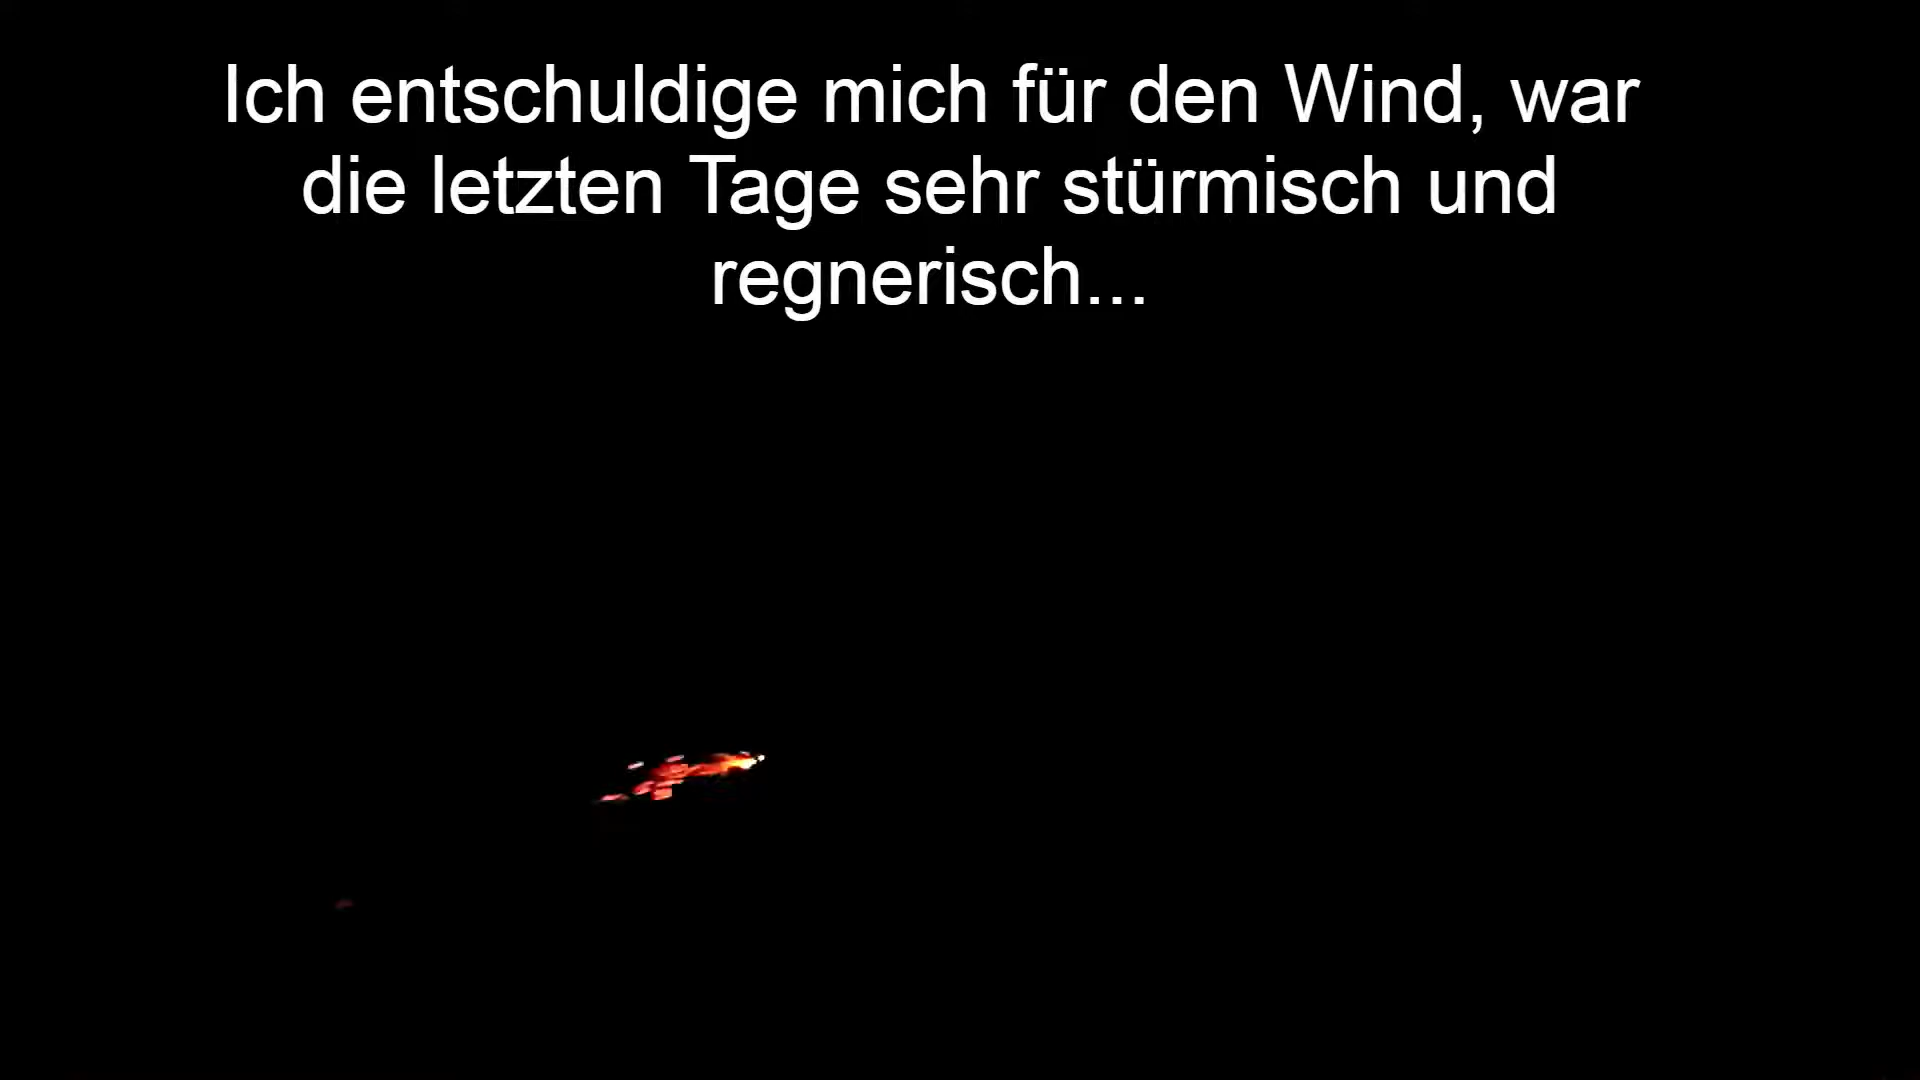 Ich entschuldige mich für den Wind, war
die letzten Tage sehr stürmisch und
regnerisch...